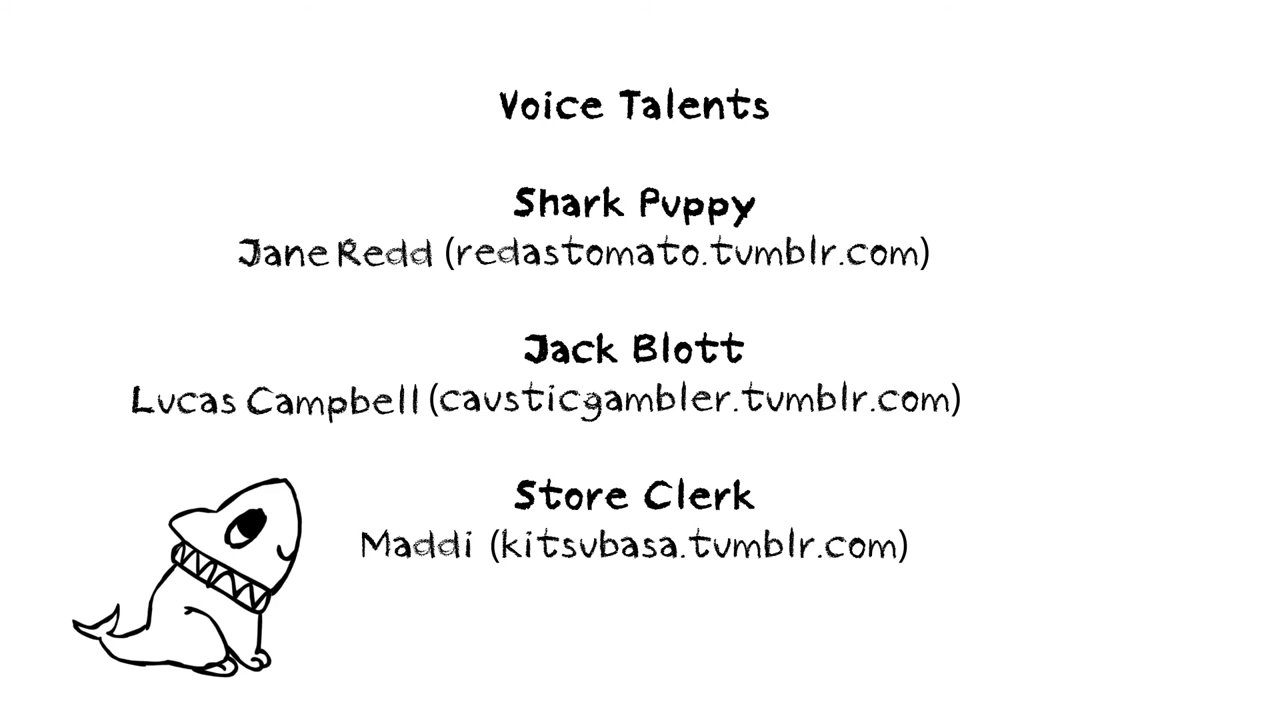 Voice Talents
Shark Puppy
Jane Redd (redastomato.tumblr.com)
Jack Blott
Lucas Campbell (causticgambler.tumblr.com)
Store Clerk
Maddi (kitsubasa.tumblr.com)